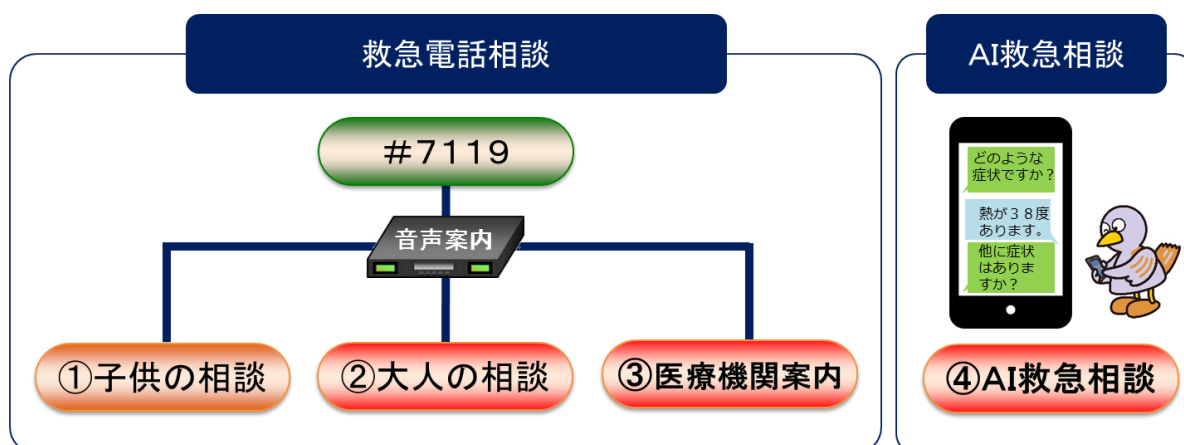 救急電話相談
AI救急相談
#7119
音声案内
①子供の相談
②大人の相談
③医療機関案内
どのような
症状ですか?
熱が38度
あります。
他に症状
はありま
すか?
④AI救急相談